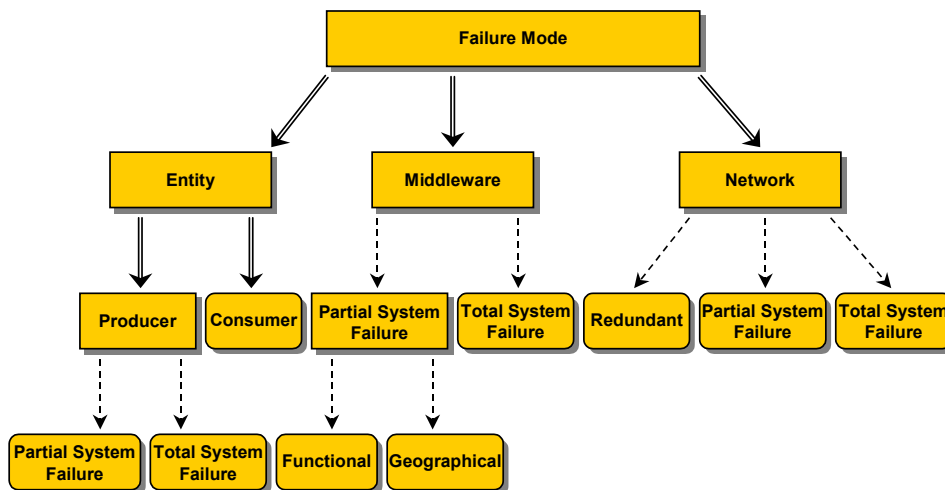 Failure Mode
Entity
Middleware
Network
Producer
Consumer
Partial System
Failure
Total System
Failure
Redundant
Partial System
Failure
Total System
Failure
Partial System
Failure
Total System
Failure
Functional
Geographical